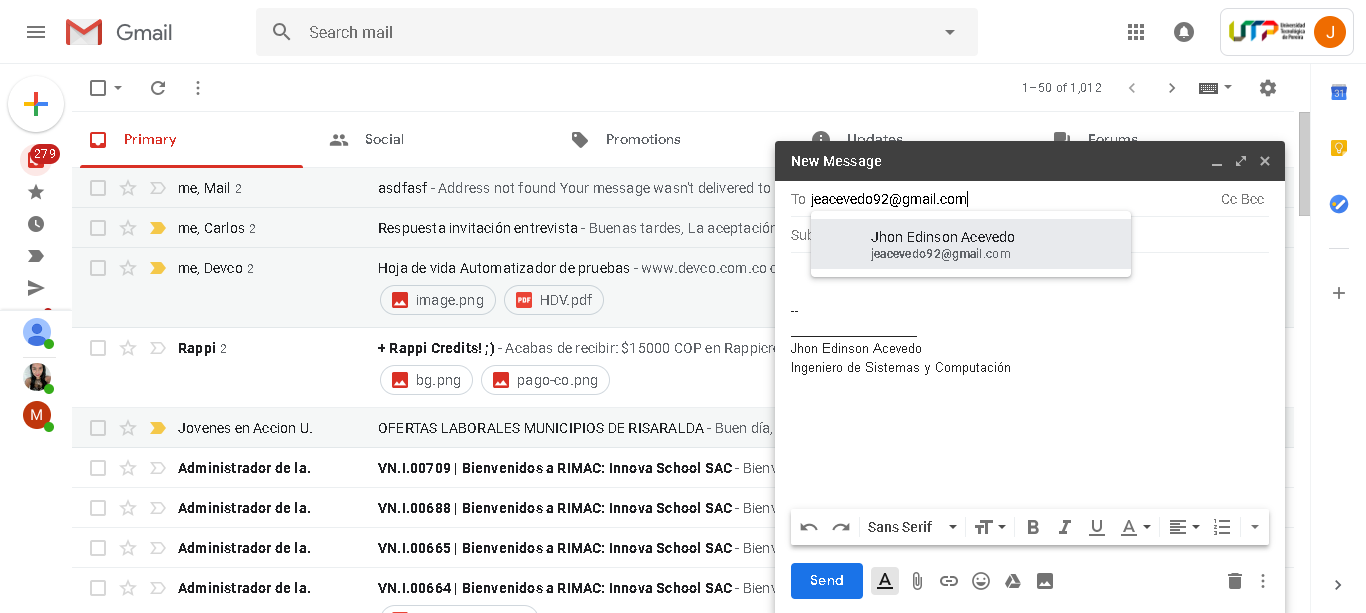 Gmail
Search mail
UTP Universidad Tecnológica de Pereira
J
1–50 of 1,012
31
279
Primary
Social
Promotions
Updates
Forums
me, Mail 2
asdfasf - Address not found Your message wasn't delivered to
me, Carlos 2
Respuesta invitación entrevista - Buenas tardes, La aceptación
me, Devco 2
Hoja de vida Automatizador de pruebas - www.devco.com.co
image.png
PDF HDV.pdf
Rappi 2
+ Rappi Credits! ;) - Acabas de recibir: $15000 COP en Rappicre
bg.png
pago-co.png
M
Jovenes en Accion U.
OFERTAS LABORALES MUNICIPIOS DE RISARALDA - Buen día,
Administrador de la.
VN.I.00709 | Bienvenidos a RIMAC: Innova School SAC - Bienv
Administrador de la.
VN.I.00688 | Bienvenidos a RIMAC: Innova School SAC - Bienv
Administrador de la.
VN.I.00665 | Bienvenidos a RIMAC: Innova School SAC - Bienv
Administrador de la.
VN.I.00664 | Bienvenidos a RIMAC: Innova School SAC - Bienv
New Message
To jeacevedo92@gmail.com
Cc Bcc
Sub
Jhon Edinson Acevedo
jeacevedo92@gmail.com
--
Jhon Edinson Acevedo
Ingeniero de Sistemas y Computación
Sans Serif
B I U A
Send
A